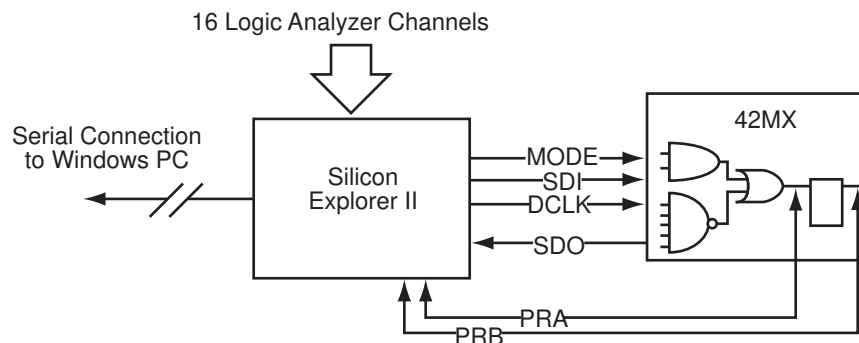 16 Logic Analyzer Channels
Serial Connection
to Windows PC
Silicon
Explorer II
MODE
SDI
DCLK
SDO
42MX
PRA
PRB